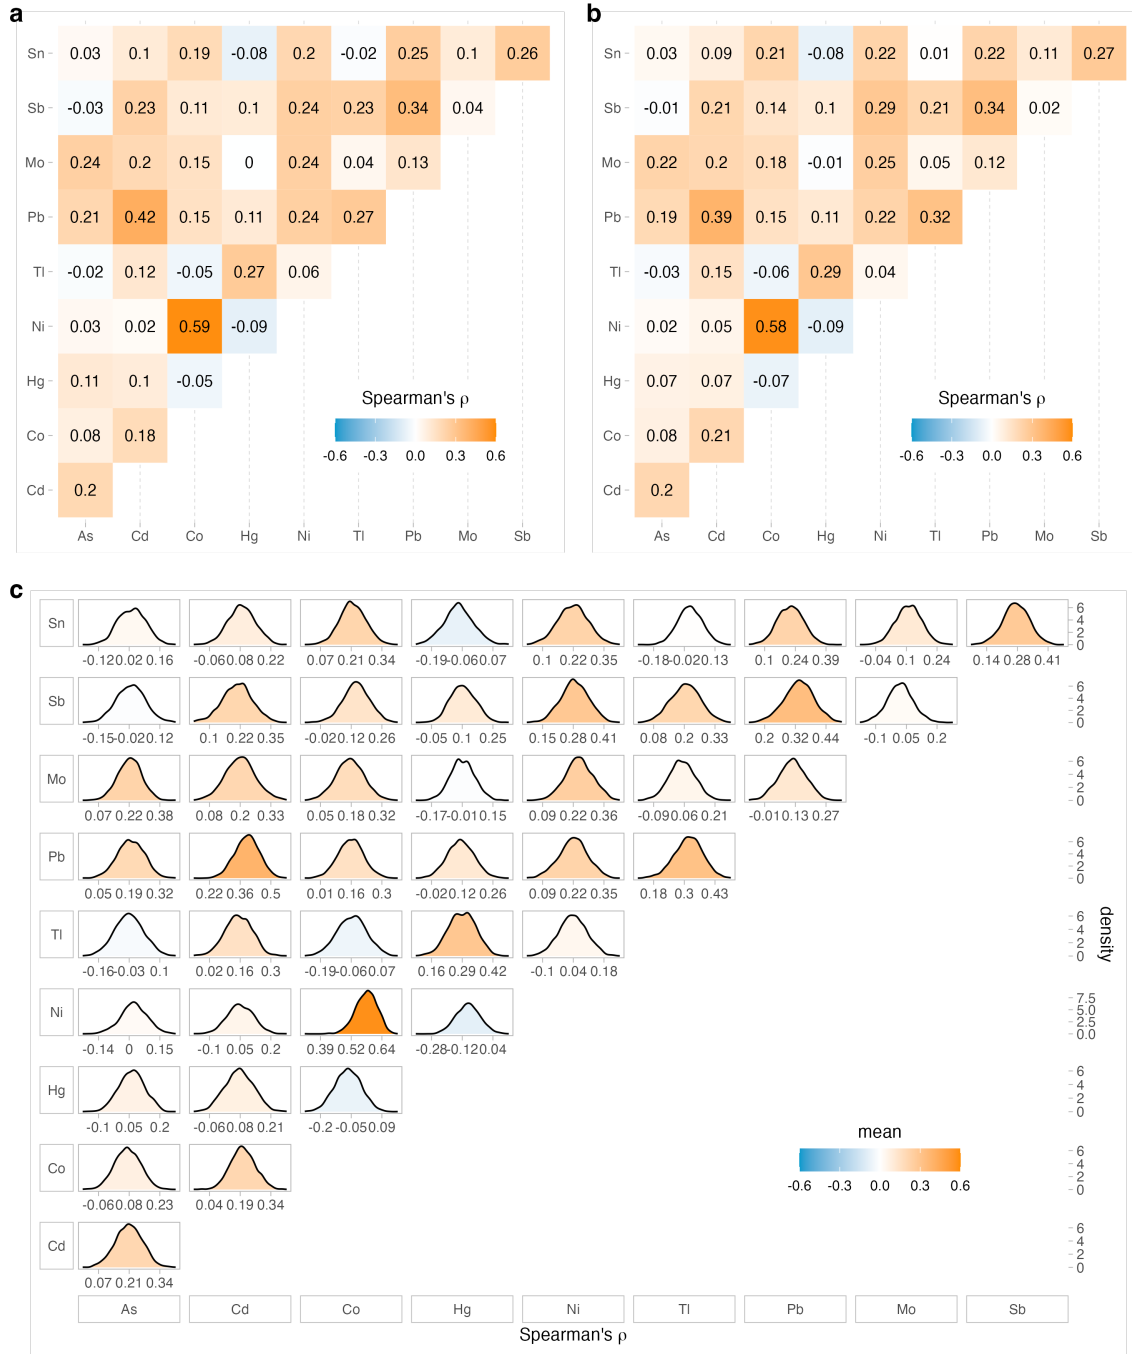 a
Sn 0.03 0.1 0.19 -0.08 0.2 -0.02 0.25 0.1 0.26
Sb -0.03 0.23 0.11 0.1 0.24 0.23 0.34 0.04
Mo 0.24 0.2 0.15 0 0.24 0.04 0.13
Pb 0.21 0.42 0.15 0.11 0.24 0.27
Tl -0.02 0.12 -0.05 0.27 0.06
Ni 0.03 0.02 0.59 -0.09
Hg 0.11 0.1 -0.05
Co 0.08 0.18
Cd 0.2
Spearman's ρ
-0.6 -0.3 0.0 0.3 0.6
As Cd Co Hg Ni Tl Pb Mo Sb
b
Sn 0.03 0.09 0.21 -0.08 0.22 0.01 0.22 0.11 0.27
Sb -0.01 0.21 0.14 0.1 0.29 0.21 0.34 0.02
Mo 0.22 0.2 0.18 -0.01 0.25 0.05 0.12
Pb 0.19 0.39 0.15 0.11 0.22 0.32
Tl -0.03 0.15 -0.06 0.29 0.04
Ni 0.02 0.05 0.58 -0.09
Hg 0.07 0.07 -0.07
Co 0.08 0.21
Cd 0.2
Spearman's ρ
-0.6 -0.3 0.0 0.3 0.6
As Cd Co Hg Ni Tl Pb Mo Sb
c
Sn 6 4 2 0
-0.12 0.02 0.16 -0.06 0.08 0.22 0.07 0.21 0.34 -0.19 -0.06 0.07 0.1 0.22 0.35 -0.18 -0.02 0.13 0.1 0.24 0.39 -0.04 0.1 0.24 0.14 0.28 0.41
Sb 6 4 2 0
-0.15 -0.02 0.12 0.1 0.22 0.35 -0.02 0.12 0.26 -0.05 0.1 0.25 0.15 0.28 0.41 0.08 0.2 0.33 0.2 0.32 0.44 -0.1 0.05 0.2
Mo 6 4 2 0
0.07 0.22 0.38 0.08 0.2 0.33 0.05 0.18 0.32 -0.17 -0.01 0.15 0.09 0.22 0.36 -0.09 0.06 0.21 -0.01 0.13 0.27
Pb 6 4 2 0
0.05 0.19 0.32 0.22 0.36 0.5 0.01 0.16 0.3 -0.02 0.12 0.26 0.09 0.22 0.35 0.18 0.3 0.43
Tl 6 4 2 0
-0.16 -0.03 0.1 0.02 0.16 0.3 -0.19 -0.06 0.07 0.16 0.29 0.42 -0.1 0.04 0.18
density
Ni 7.5 5.0 2.5 0.0
-0.14 0 0.15 -0.1 0.05 0.2 0.39 0.52 0.64 -0.28 -0.12 0.04
Hg 6 4 2 0
-0.1 0.05 0.2 -0.06 0.08 0.21 -0.2 -0.05 0.09
mean
-0.6 -0.3 0.0 0.3 0.6
Co 6 4 2 0
-0.06 0.08 0.23 0.04 0.19 0.34
Cd 6 4 2 0
0.07 0.21 0.34
As Cd Co Hg Ni Tl Pb Mo Sb
Spearman's ρ